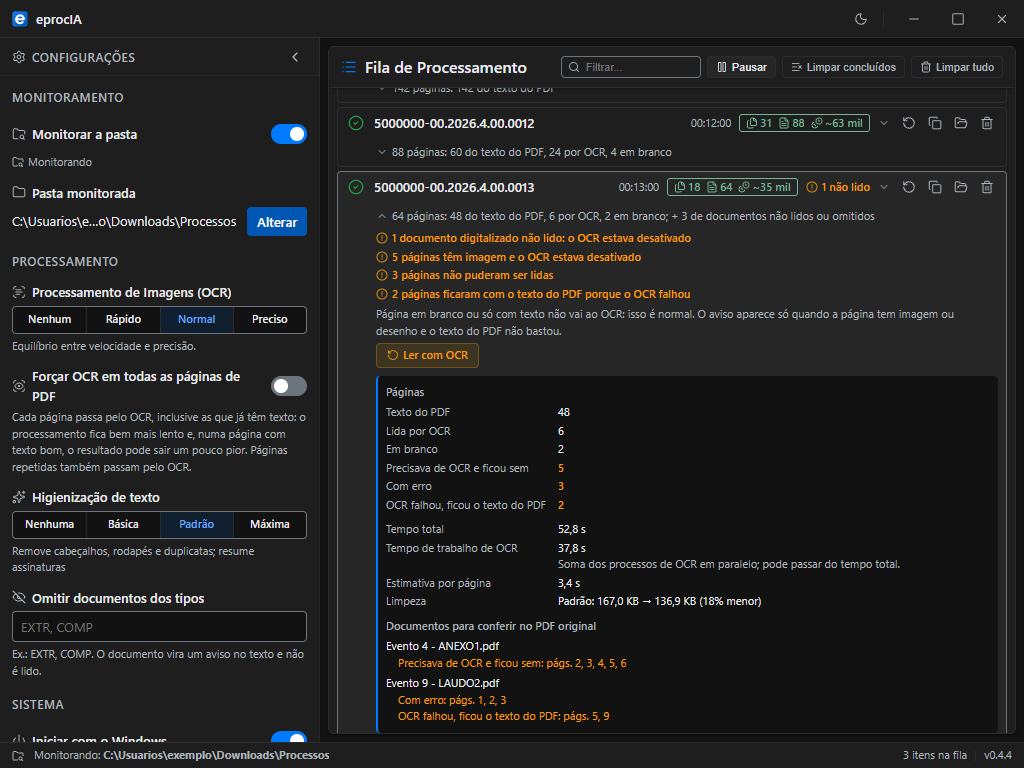 eprocIA
CONFIGURAÇÕES
MONITORAMENTO
Monitorar a pasta
Monitorando
Pasta monitorada
C:\Usuarios\e...o\Downloads\Processos
Alterar
PROCESSAMENTO
Processamento de Imagens (OCR)
Nenhum Rápido Normal Preciso
Equilíbrio entre velocidade e precisão.
Forçar OCR em todas as páginas de
PDF
Cada página passa pelo OCR, inclusive as que já têm texto: o
processamento fica bem mais lento e, numa página com
texto bom, o resultado pode sair um pouco pior. Páginas
repetidas também passam pelo OCR.
Higienização de texto
Nenhuma Básica Padrão Máxima
Remove cabeçalhos, rodapés e duplicatas; resume
assinaturas
Omitir documentos dos tipos
EXTR, COMP
Ex.: EXTR, COMP. O documento vira um aviso no texto e não
é lido.
SISTEMA
Iniciar com o Windows
Fila de Processamento
Filtrar...
Pausar
Limpar concluídos
Limpar tudo
142 páginas: 142 do texto do PDF
5000000-00.2026.4.00.0012 00:12:00 31 88 ~63 mil
88 páginas: 60 do texto do PDF, 24 por OCR, 4 em branco
5000000-00.2026.4.00.0013 00:13:00 18 64 ~35 mil 1 não lido
64 páginas: 48 do texto do PDF, 6 por OCR, 2 em branco; + 3 de documentos não lidos ou omitidos
1 documento digitalizado não lido: o OCR estava desativado
5 páginas têm imagem e o OCR estava desativado
3 páginas não puderam ser lidas
2 páginas ficaram com o texto do PDF porque o OCR falhou
Página em branco ou só com texto não vai ao OCR: isso é normal. O aviso aparece só quando a página tem imagem ou
desenho e o texto do PDF não bastou.
Ler com OCR
Páginas
Texto do PDF 48
Lida por OCR 6
Em branco 2
Precisava de OCR e ficou sem 5
Com erro 3
OCR falhou, ficou o texto do PDF 2
Tempo total 52,8 s
Tempo de trabalho de OCR 37,8 s
Soma dos processos de OCR em paralelo; pode passar do tempo total.
Estimativa por página 3,4 s
Limpeza Padrão: 167,0 KB → 136,9 KB (18% menor)
Documentos para conferir no PDF original
Evento 4 - ANEXO1.pdf
Precisava de OCR e ficou sem: págs. 2, 3, 4, 5, 6
Evento 9 - LAUDO2.pdf
Com erro: págs. 1, 2, 3
OCR falhou, ficou o texto do PDF: págs. 5, 9
Monitorando: C:\Usuarios\exemplo\Downloads\Processos
3 itens na fila v0.4.4